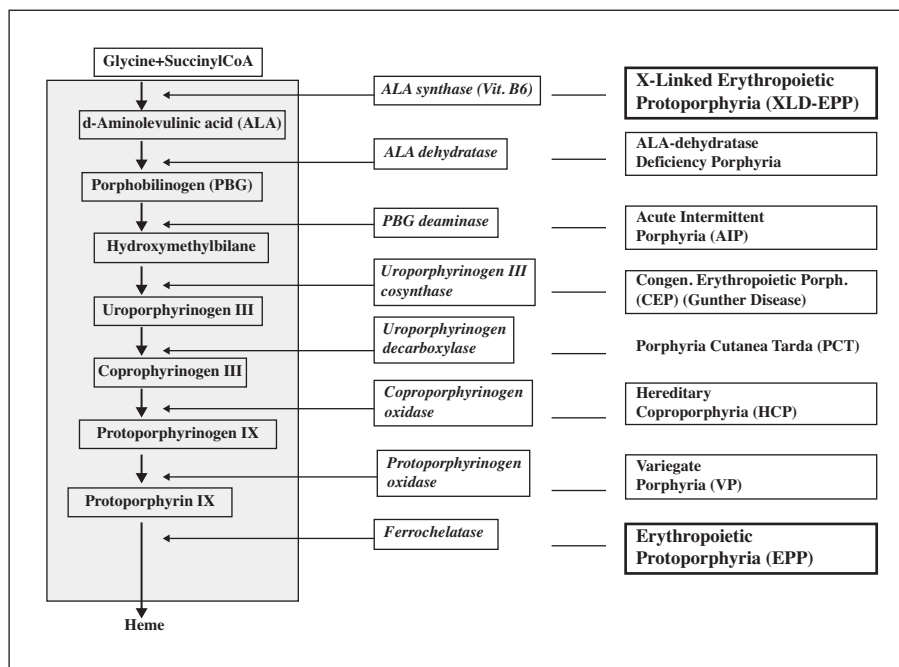 Glycine+SuccinylCoA
ALA synthase (Vit. B6)
X-Linked Erythropoietic
Protoporphyria (XLD-EPP)
d-Aminolevulinic acid (ALA)
ALA dehydratase
ALA-dehydratase
Deficiency Porphyria
Porphobilinogen (PBG)
PBG deaminase
Acute Intermittent
Porphyria (AIP)
Hydroxymethylbilane
Uroporphyrinogen III
cosynthase
Congen. Erythropoietic Porph.
(CEP) (Gunther Disease)
Uroporphyrinogen III
Uroporphyrinogen
decarboxylase
Porphyria Cutanea Tarda (PCT)
Coprophyrinogen III
Coproporphyrinogen
oxidase
Hereditary
Coproporphyria (HCP)
Protoporphyrinogen IX
Protoporphyrinogen
oxidase
Variegate
Porphyria (VP)
Protoporphyrin IX
Ferrochelatase
Erythropoietic
Protoporphyria (EPP)
Heme